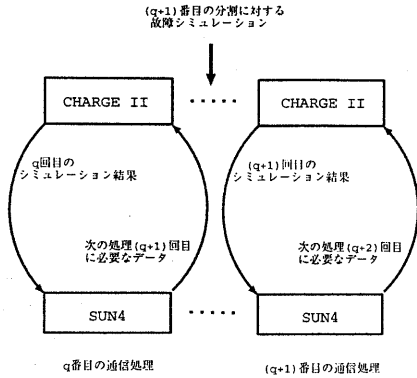 (q+1)番目の分割に対する
故障シミュレーション
CHARGE II
CHARGE II
q回目の
シミュレーション結果
(q+1)回目の
シミュレーション結果
次の処理(q+1)回目
に必要なデータ
次の処理(q+2)回目
に必要なデータ
SUN4
SUN4
q番目の通信処理
(q+1)番目の通信処理